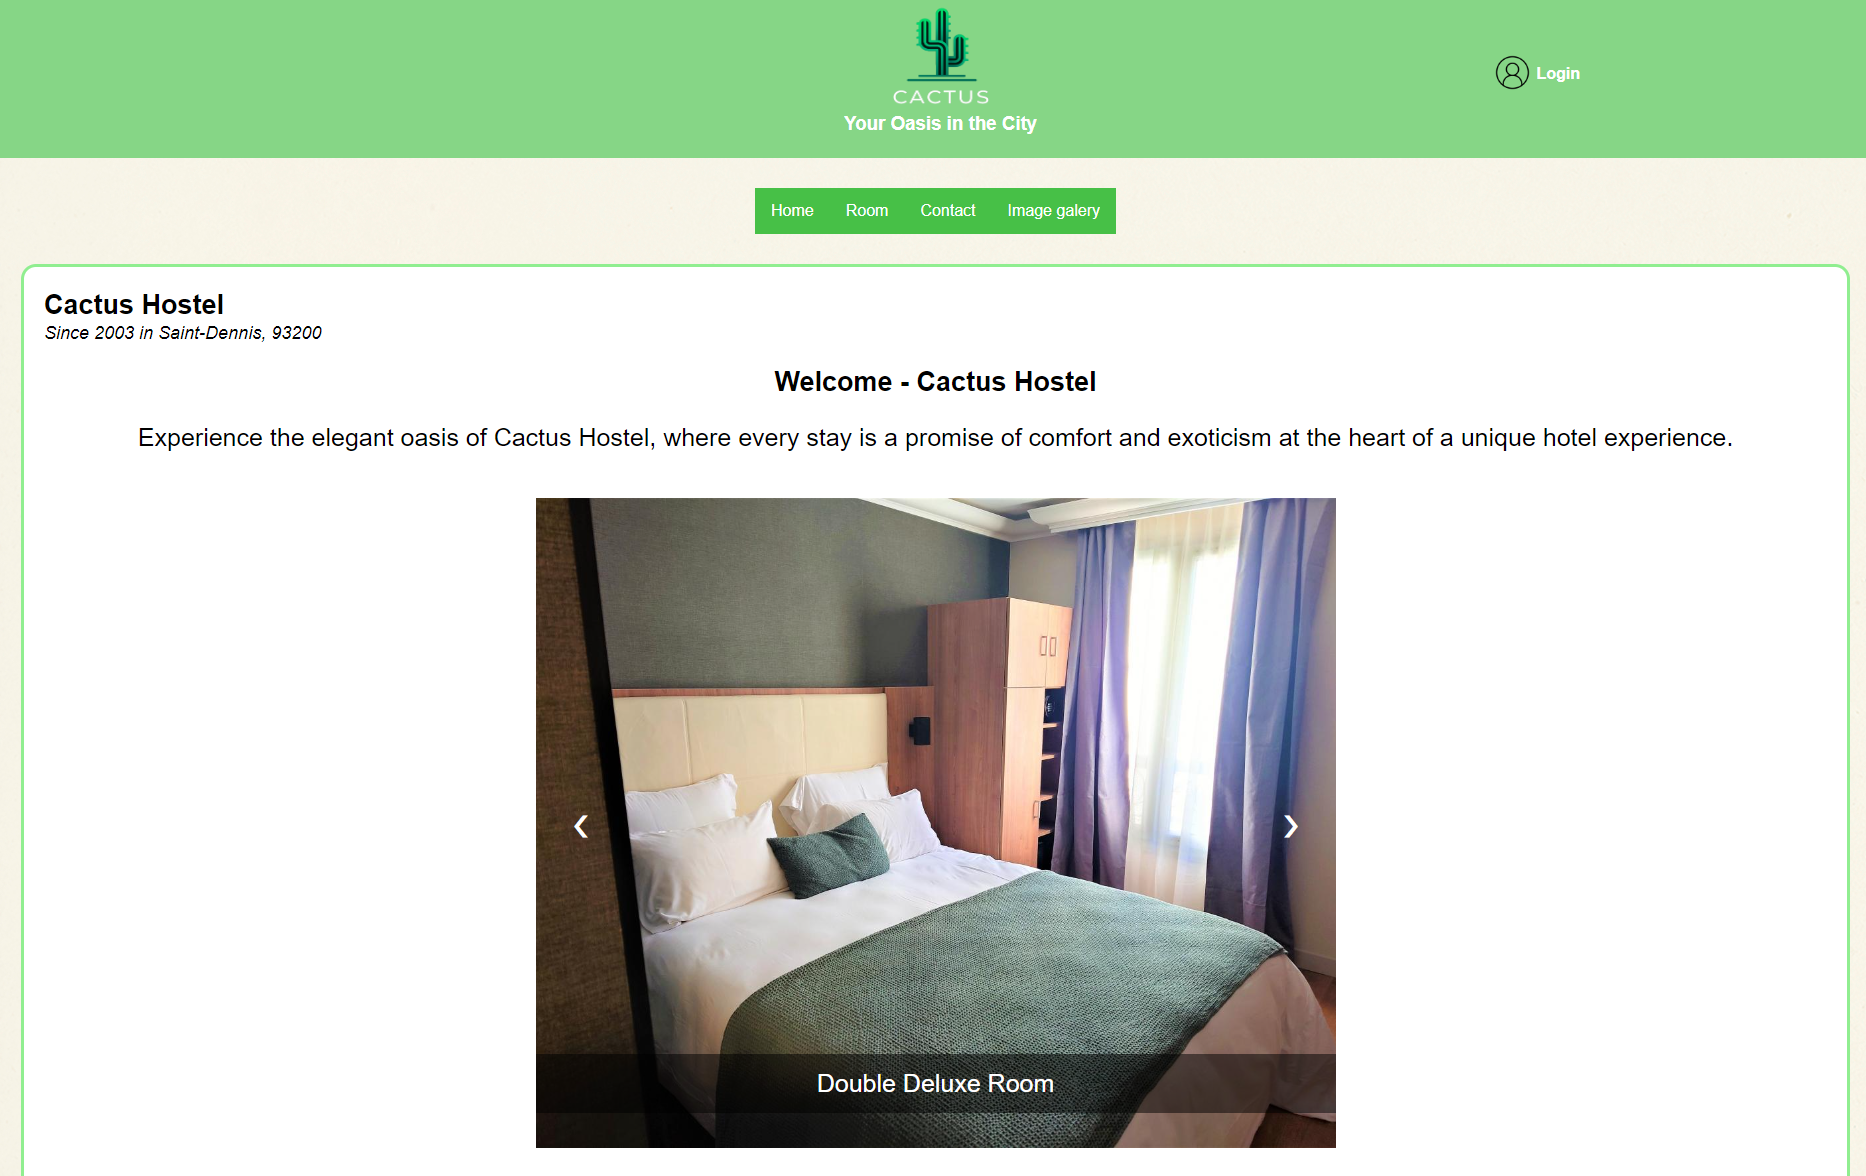 CACTUS
Your Oasis in the City
Login
Home Room Contact Image galery
Cactus Hostel
Since 2003 in Saint-Dennis, 93200
Welcome - Cactus Hostel
Experience the elegant oasis of Cactus Hostel, where every stay is a promise of comfort and exoticism at the heart of a unique hotel experience.
❮ ❯
Double Deluxe Room